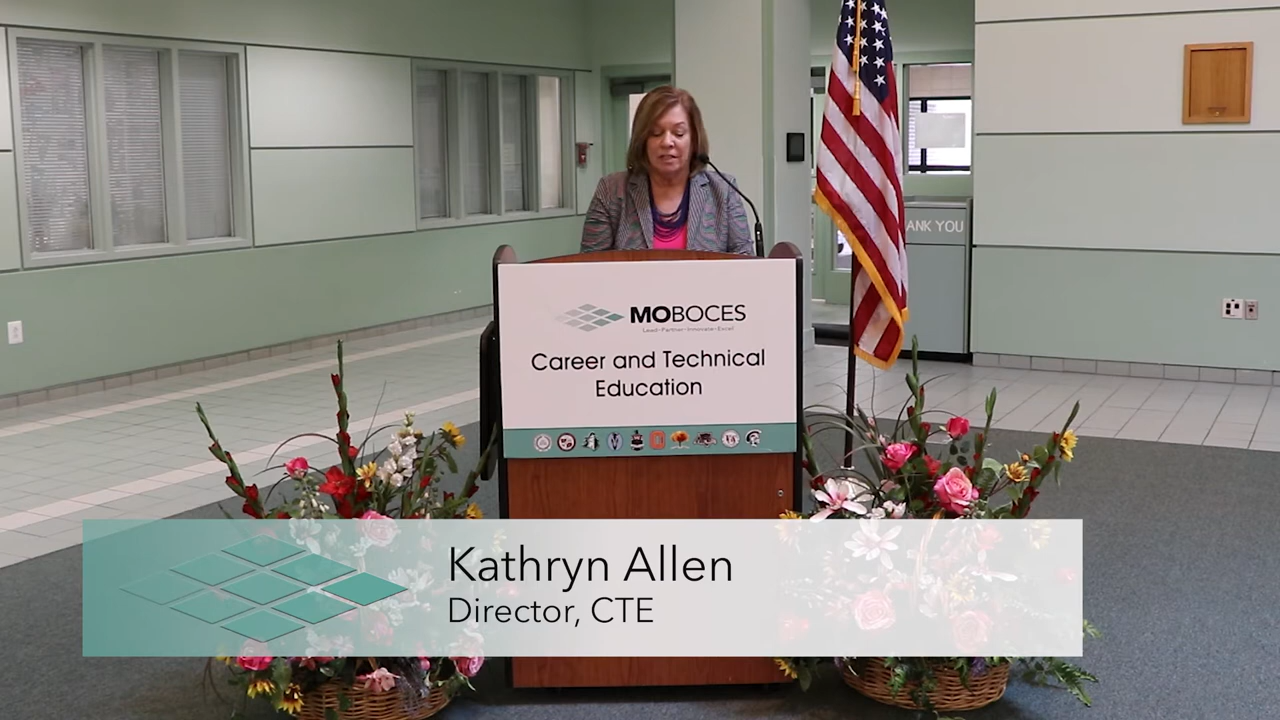 ANK YOU
MOBOCES
Lead~Partner~Innovate~Excel
Career and Technical
Education
Kathryn Allen
Director, CTE